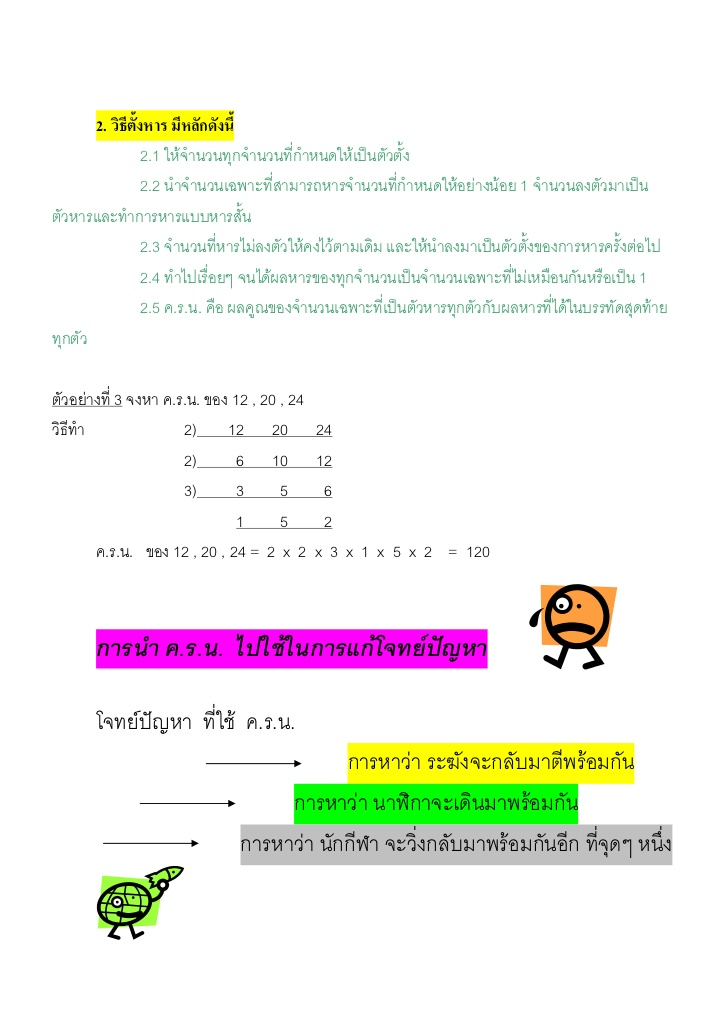 2. วิธีตั้งหาร มีหลักดังนี้
2.1 ให้จำนวนทุกจำนวนที่กำหนดให้เป็นตัวตั้ง
2.2 นำจำนวนเฉพาะที่สามารถหารจำนวนที่กำหนดให้อย่างน้อย 1 จำนวนลงตัวมาเป็น
ตัวหารและทำการหารแบบหารสั้น
2.3 จำนวนที่หารไม่ลงตัวให้คงไว้ตามเดิม และให้นำลงมาเป็นตัวตั้งของการหารครั้งต่อไป
2.4 ทำไปเรื่อยๆ จนได้ผลหารของทุกจำนวนเป็นจำนวนเฉพาะที่ไม่เหมือนกันหรือเป็น 1
2.5 ค.ร.น. คือ ผลคูณของจำนวนเฉพาะที่เป็นตัวหารทุกตัวกับผลหารที่ได้ในบรรทัดสุดท้าย
ทุกตัว
ตัวอย่างที่ 3 จงหา ค.ร.น. ของ 12 , 20 , 24
วิธีทำ 2) 12 20 24
2) 6 10 12
3) 3 5 6
1 5 2
ค.ร.น. ของ 12 , 20 , 24 = 2 x 2 x 3 x 1 x 5 x 2 = 120
การนำ ค.ร.น. ไปใช้ในการแก้โจทย์ปัญหา
โจทย์ปัญหา ที่ใช้ ค.ร.น.
การหาว่า ระฆังจะกลับมาตีพร้อมกัน
การหาว่า นาฬิกาจะเดินมาพร้อมกัน
การหาว่า นักกีฬา จะวิ่งกลับมาพร้อมกันอีก ที่จุดๆ หนึ่ง